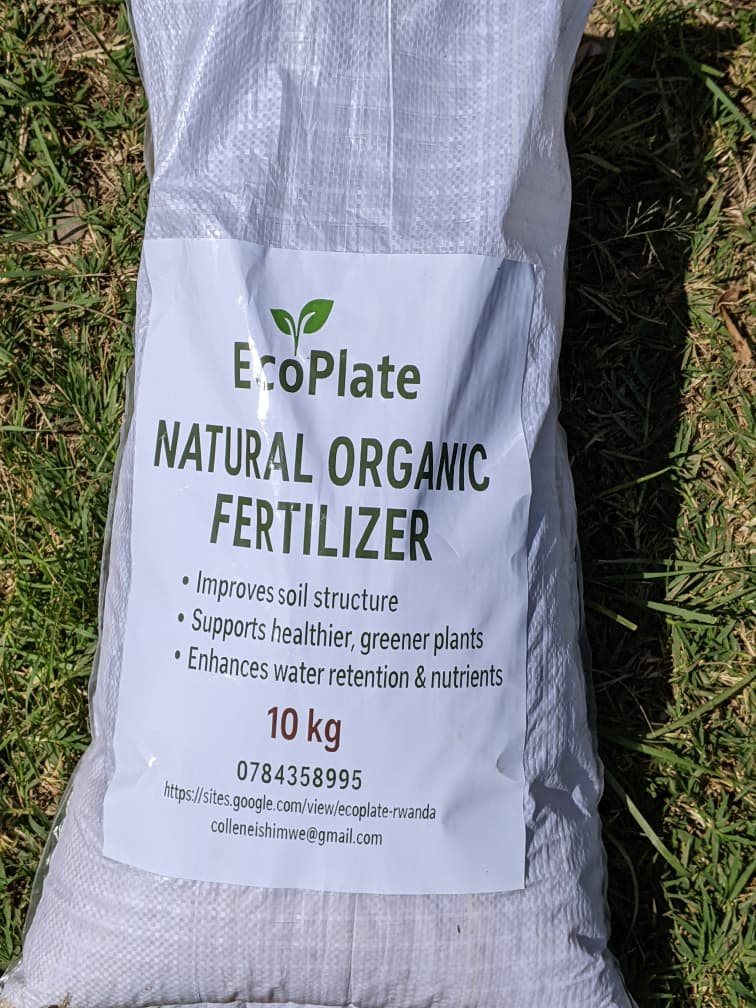 EcoPlate
NATURAL ORGANIC
FERTILIZER
• Improves soil structure
• Supports healthier, greener plants
• Enhances water retention & nutrients
10 kg
0784358995
https://sites.google.com/view/ecoplate-rwanda
colleneishimwe@gmail.com